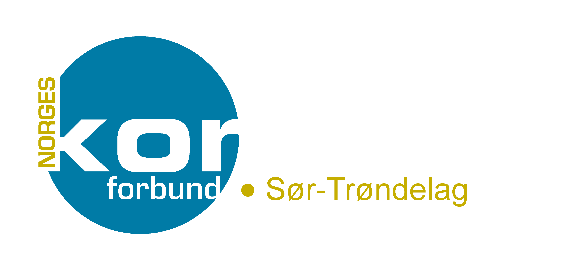 NORGES
kor
forbund • Sør-Trøndelag